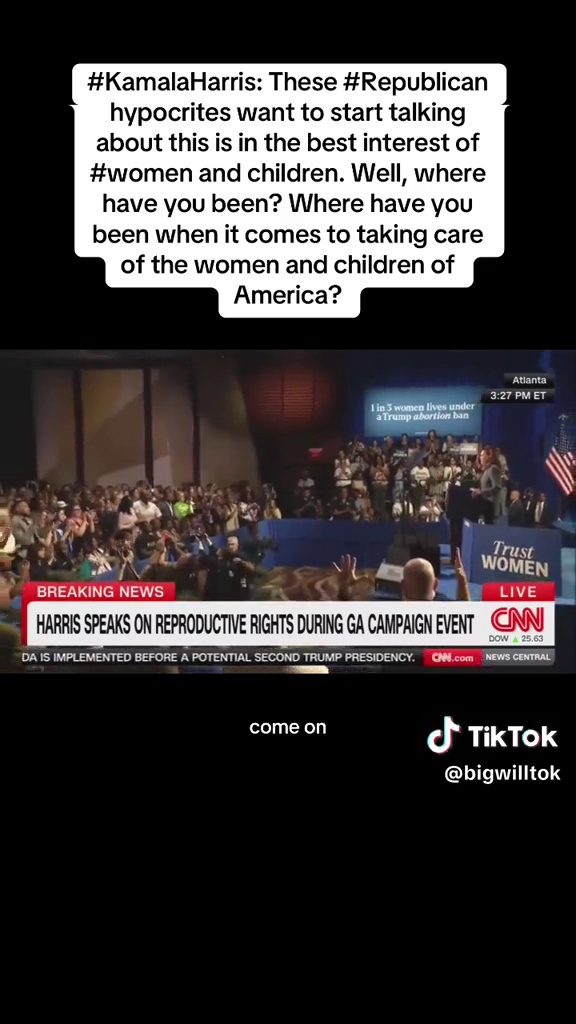 #KamalaHarris: These #Republican
hypocrites want to start talking
about this is in the best interest of
#women and children. Well, where
have you been? Where have you
been when it comes to taking care
of the women and children of
America?
Atlanta
3:27 PM ET
1 in 3 women lives under
a Trump abortion ban
Trust
WOMEN
BREAKING NEWS
LIVE
HARRIS SPEAKS ON REPRODUCTIVE RIGHTS DURING GA CAMPAIGN EVENT
CNN
DOW ▲ 25.63
DA IS IMPLEMENTED BEFORE A POTENTIAL SECOND TRUMP PRESIDENCY.
CNN.com
NEWS CENTRAL
come on
TikTok
@bigwilltok